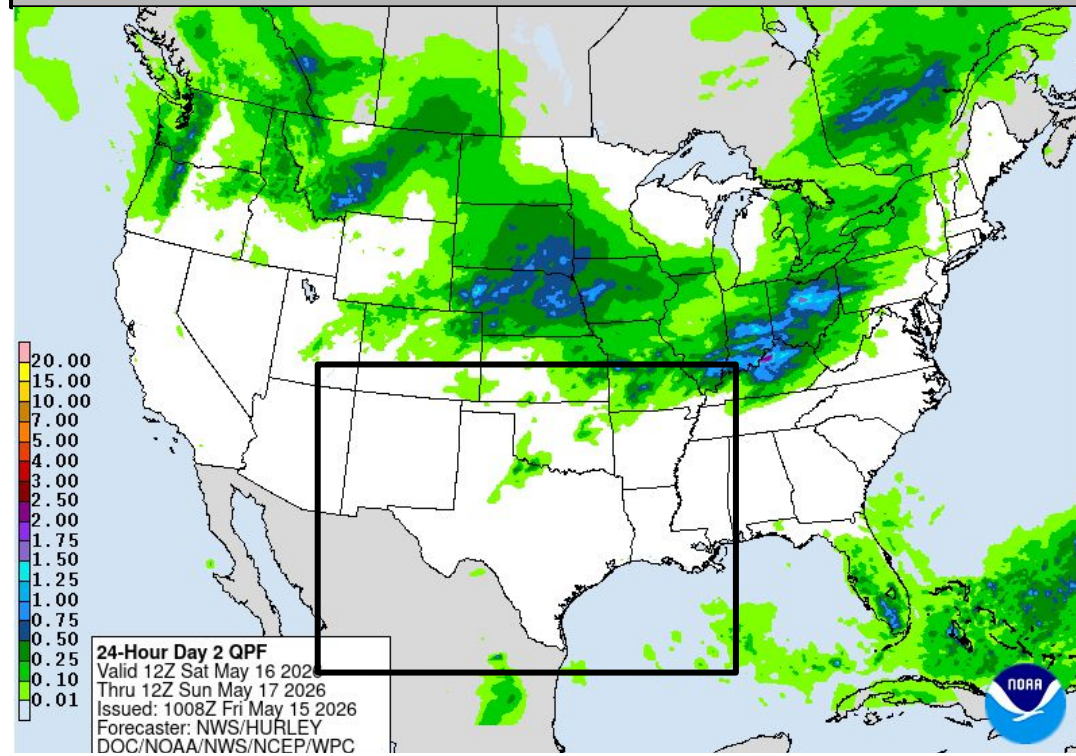 20.00
15.00
10.00
7.00
5.00
4.00
3.00
2.50
2.00
1.75
1.50
1.25
1.00
0.75
0.50
0.25
0.10
0.01
24-Hour Day 2 QPF
Valid 12Z Sat May 16 2026
Thru 12Z Sun May 17 2026
Issued: 1008Z Fri May 15 2026
Forecaster: NWS/HURLEY
DOC/NOAA/NWS/NCEP/WPC
NOAA